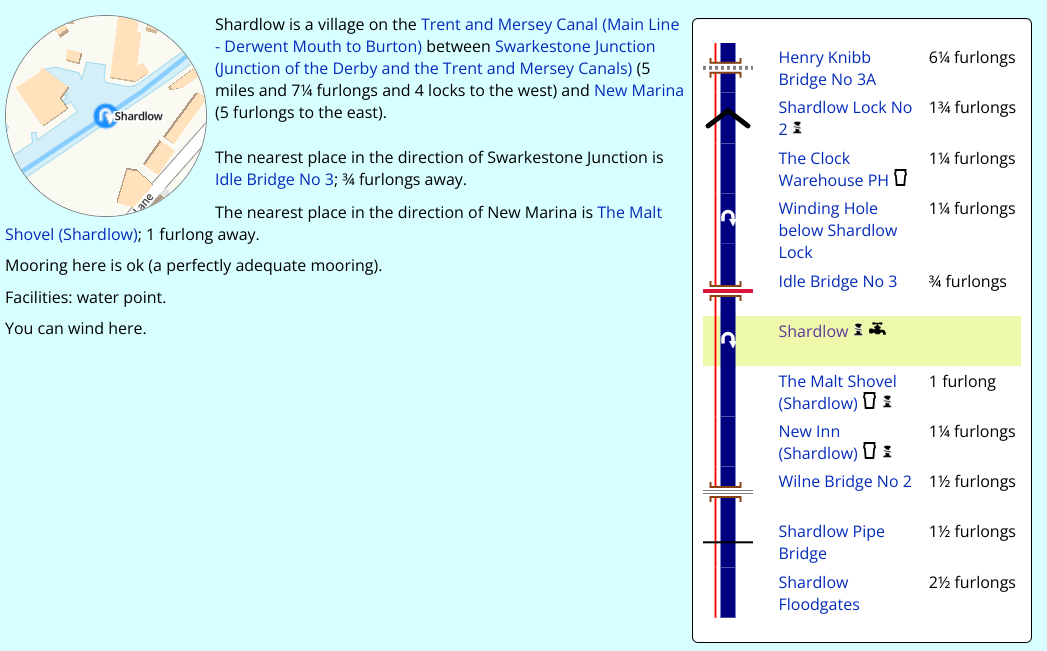 Shardlow
Lane
Shardlow is a village on the Trent and Mersey Canal (Main Line
- Derwent Mouth to Burton) between Swarkestone Junction
(Junction of the Derby and the Trent and Mersey Canals) (5
miles and 7¼ furlongs and 4 locks to the west) and New Marina
(5 furlongs to the east).
The nearest place in the direction of Swarkestone Junction is
Idle Bridge No 3; ¾ furlongs away.
The nearest place in the direction of New Marina is The Malt
Shovel (Shardlow); 1 furlong away.
Mooring here is ok (a perfectly adequate mooring).
Facilities: water point.
You can wind here.
Henry Knibb 6¼ furlongs
Bridge No 3A
Shardlow Lock No 1¾ furlongs
2
The Clock 1¼ furlongs
Warehouse PH
Winding Hole 1¼ furlongs
below Shardlow
Lock
Idle Bridge No 3 ¾ furlongs
Shardlow
The Malt Shovel 1 furlong
(Shardlow)
New Inn 1¼ furlongs
(Shardlow)
Wilne Bridge No 2 1½ furlongs
Shardlow Pipe 1½ furlongs
Bridge
Shardlow 2½ furlongs
Floodgates